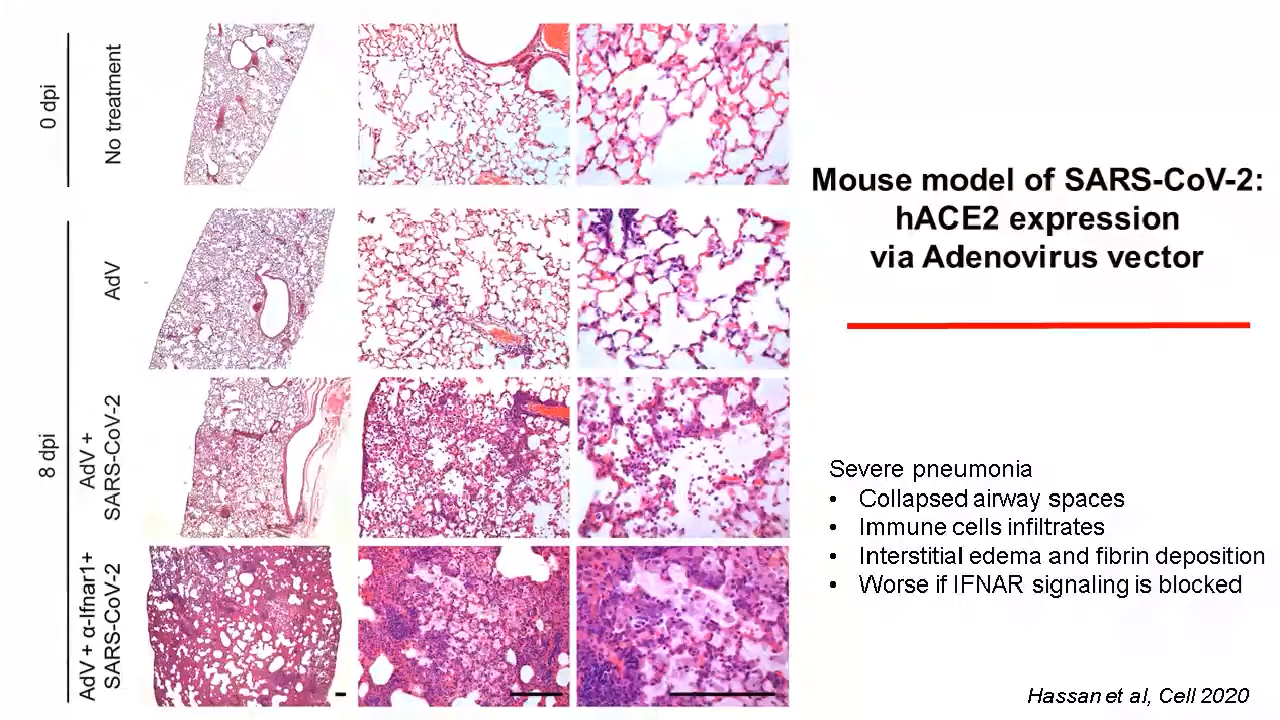 0 dpi
No treatment
8 dpi
AdV
AdV +
SARS-CoV-2
AdV + α-Ifnar1+
SARS-CoV-2
Mouse model of SARS-CoV-2:
hACE2 expression
via Adenovirus vector
Severe pneumonia
• Collapsed airway spaces
• Immune cells infiltrates
• Interstitial edema and fibrin deposition
• Worse if IFNAR signaling is blocked
Hassan et al, Cell 2020